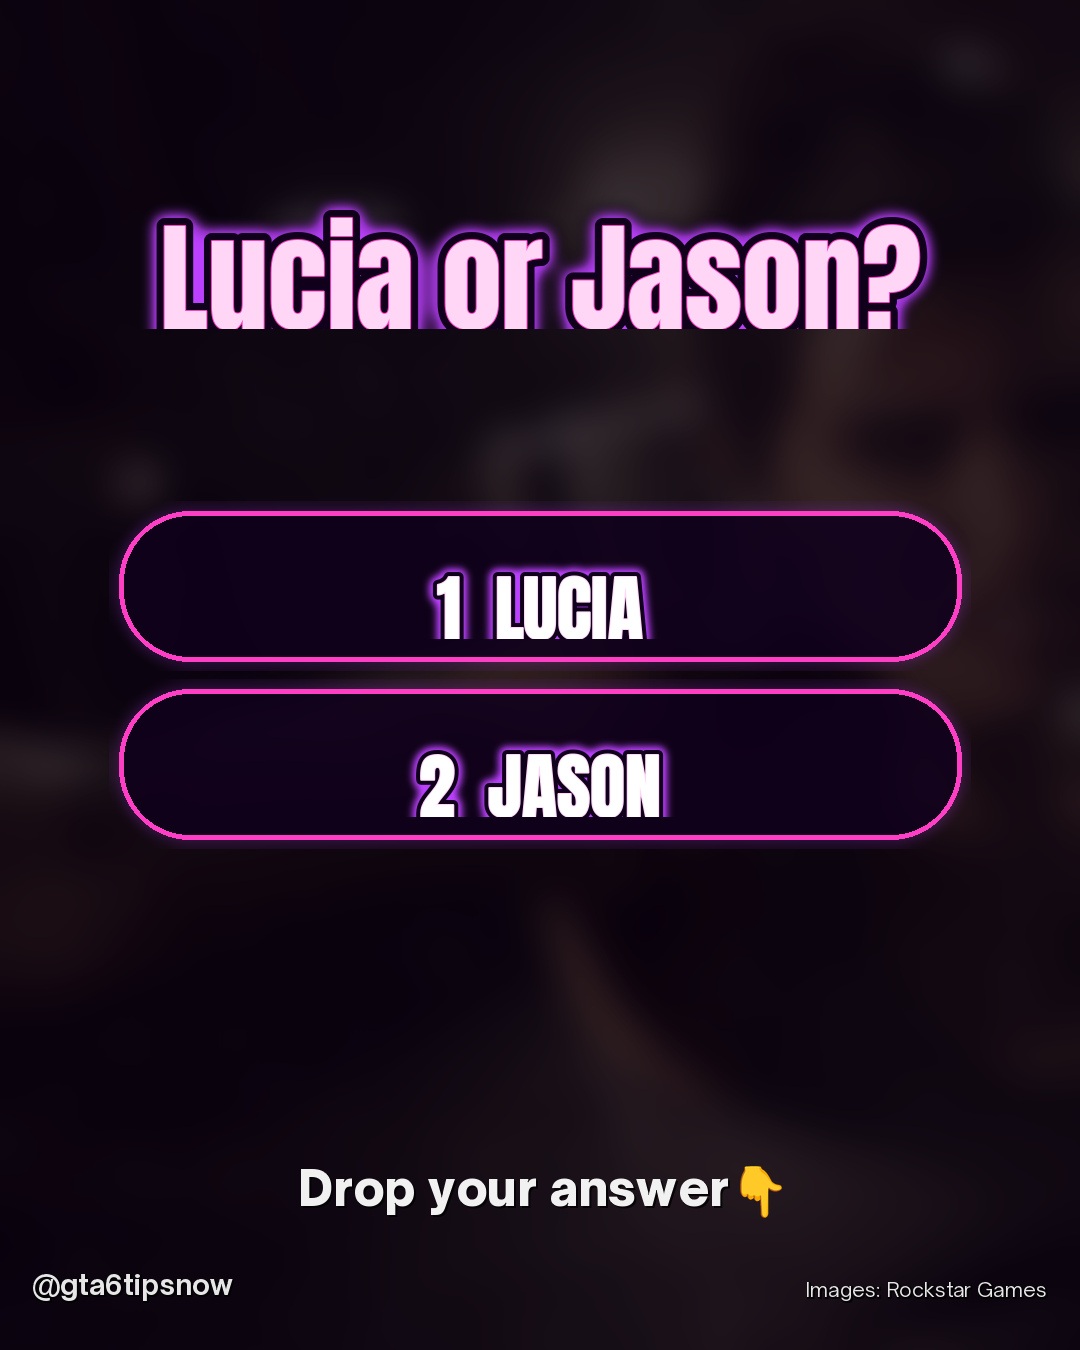 Lucia or Jason?
1 LUCIA
2 JASON
Drop your answer👇
@gta6tipsnow
Images: Rockstar Games